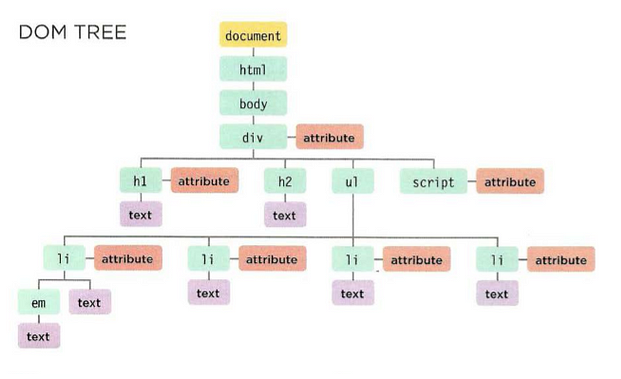 DOM TREE
document
html
body
div attribute
h1 attribute h2 ul script attribute
text text
li attribute li attribute li attribute li attribute
em text text text text
text